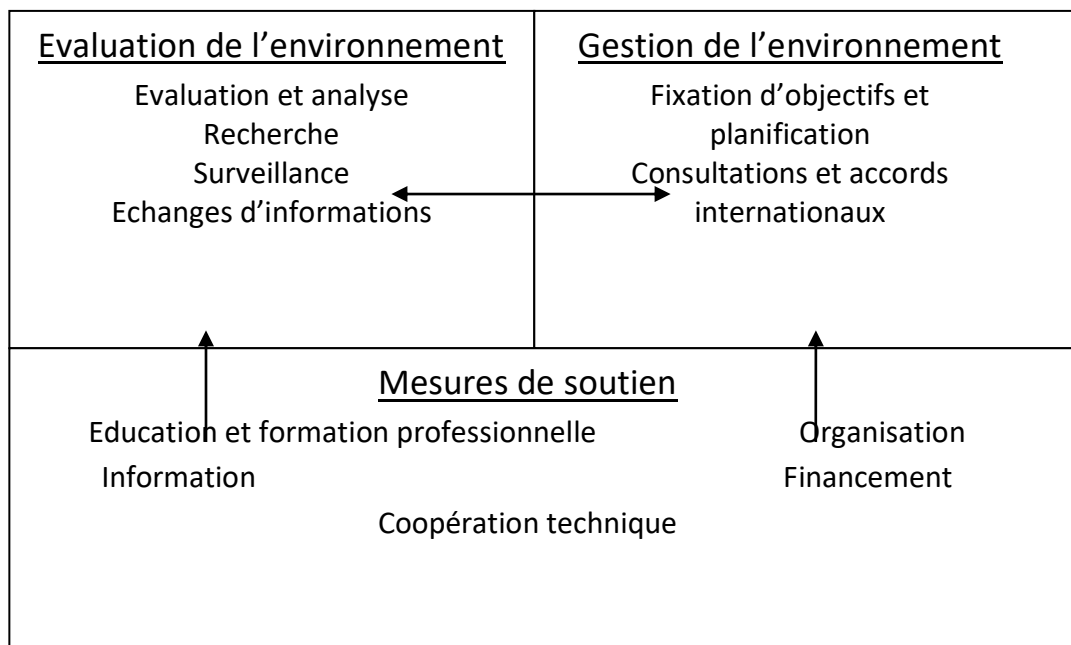 Evaluation de l’environnement
Evaluation et analyse
Recherche
Surveillance
Echanges d’informations
Gestion de l’environnement
Fixation d’objectifs et
planification
Consultations et accords
internationaux
Mesures de soutien
Education et formation professionnelle Organisation
Information Financement
Coopération technique